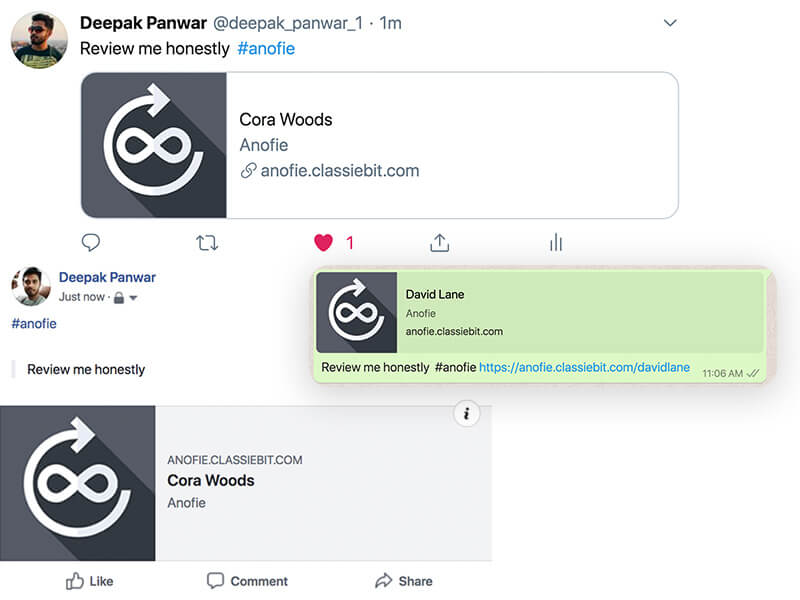 Deepak Panwar @deepak_panwar_1 · 1m
Review me honestly #anofie
Cora Woods
Anofie
anofie.classiebit.com
1
Deepak Panwar
Just now ·
#anofie
Review me honestly
David Lane
Anofie
anofie.classiebit.com
Review me honestly #anofie https://anofie.classiebit.com/davidlane
11:06 AM
i
ANOFIE.CLASSIEBIT.COM
Cora Woods
Anofie
Like Comment Share